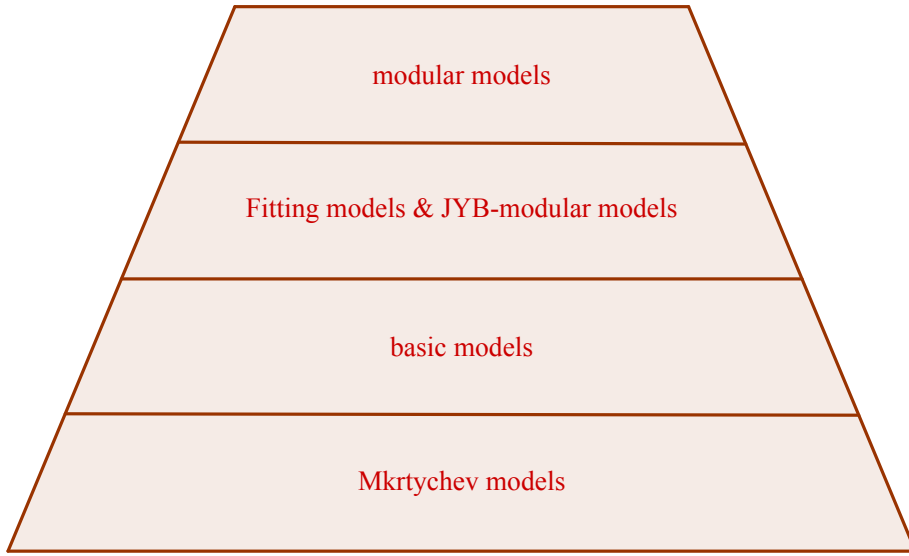 modular models
Fitting models & JYB-modular models
basic models
Mkrtychev models